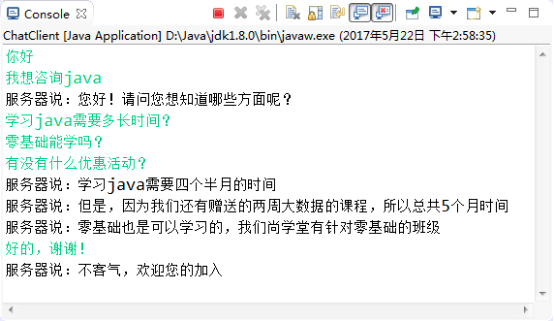 Console
ChatClient [Java Application] D:\Java\jdk1.8.0\bin\javaw.exe (2017年5月22日 下午2:58:35)
你好
我想咨询java
服务器说：您好！请问您想知道哪些方面呢？
学习java需要多长时间？
零基础能学吗？
有没有什么优惠活动？
服务器说：学习java需要四个半月的时间
服务器说：但是，因为我们还有赠送的两周大数据的课程，所以总共5个月时间
服务器说：零基础也是可以学习的，我们尚学堂有针对零基础的班级
好的，谢谢！
服务器说：不客气，欢迎您的加入